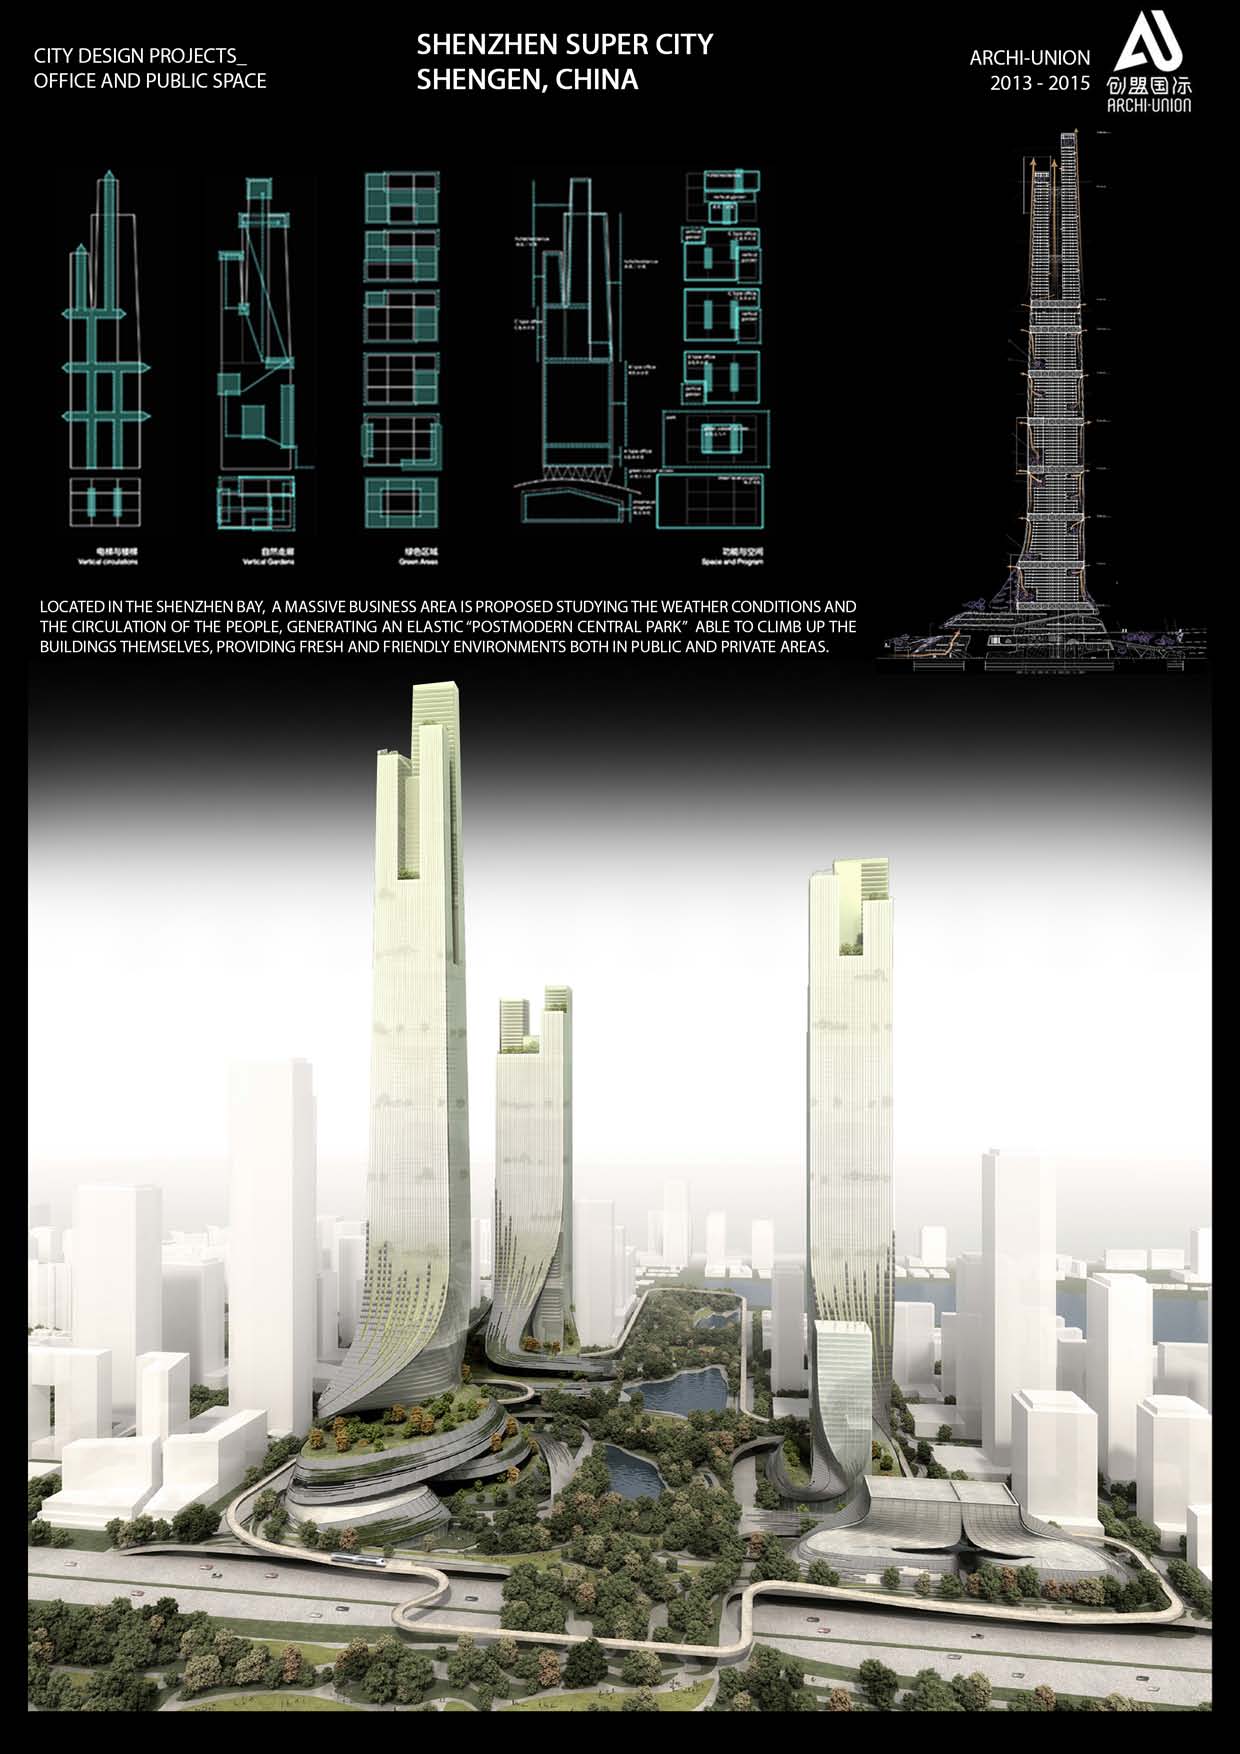 CITY DESIGN PROJECTS_
OFFICE AND PUBLIC SPACE
SHENZHEN SUPER CITY
SHENGEN, CHINA
ARCHI-UNION
2013 - 2015
创盟国际
ARCHI-UNION
电梯与楼梯
Vertical circulations
自然走廊
Vertical Gardens
绿色区域
Green Areas
功能与空间
Space and Program
LOCATED IN THE SHENZHEN BAY, A MASSIVE BUSINESS AREA IS PROPOSED STUDYING THE WEATHER CONDITIONS AND
THE CIRCULATION OF THE PEOPLE, GENERATING AN ELASTIC “POSTMODERN CENTRAL PARK” ABLE TO CLIMB UP THE
BUILDINGS THEMSELVES, PROVIDING FRESH AND FRIENDLY ENVIRONMENTS BOTH IN PUBLIC AND PRIVATE AREAS.